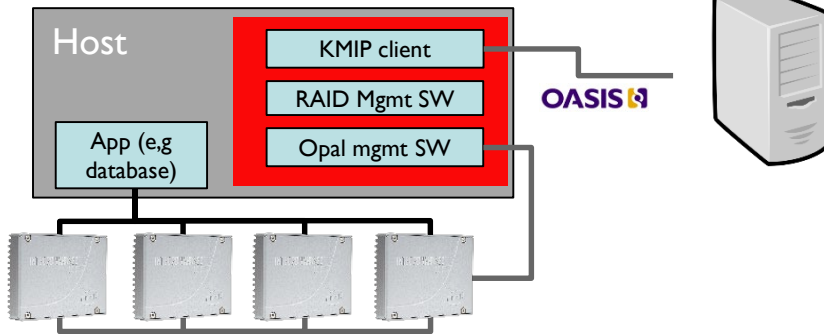 Host
KMIP client
RAID Mgmt SW
OASIS
App (e,g
database)
Opal mgmt SW